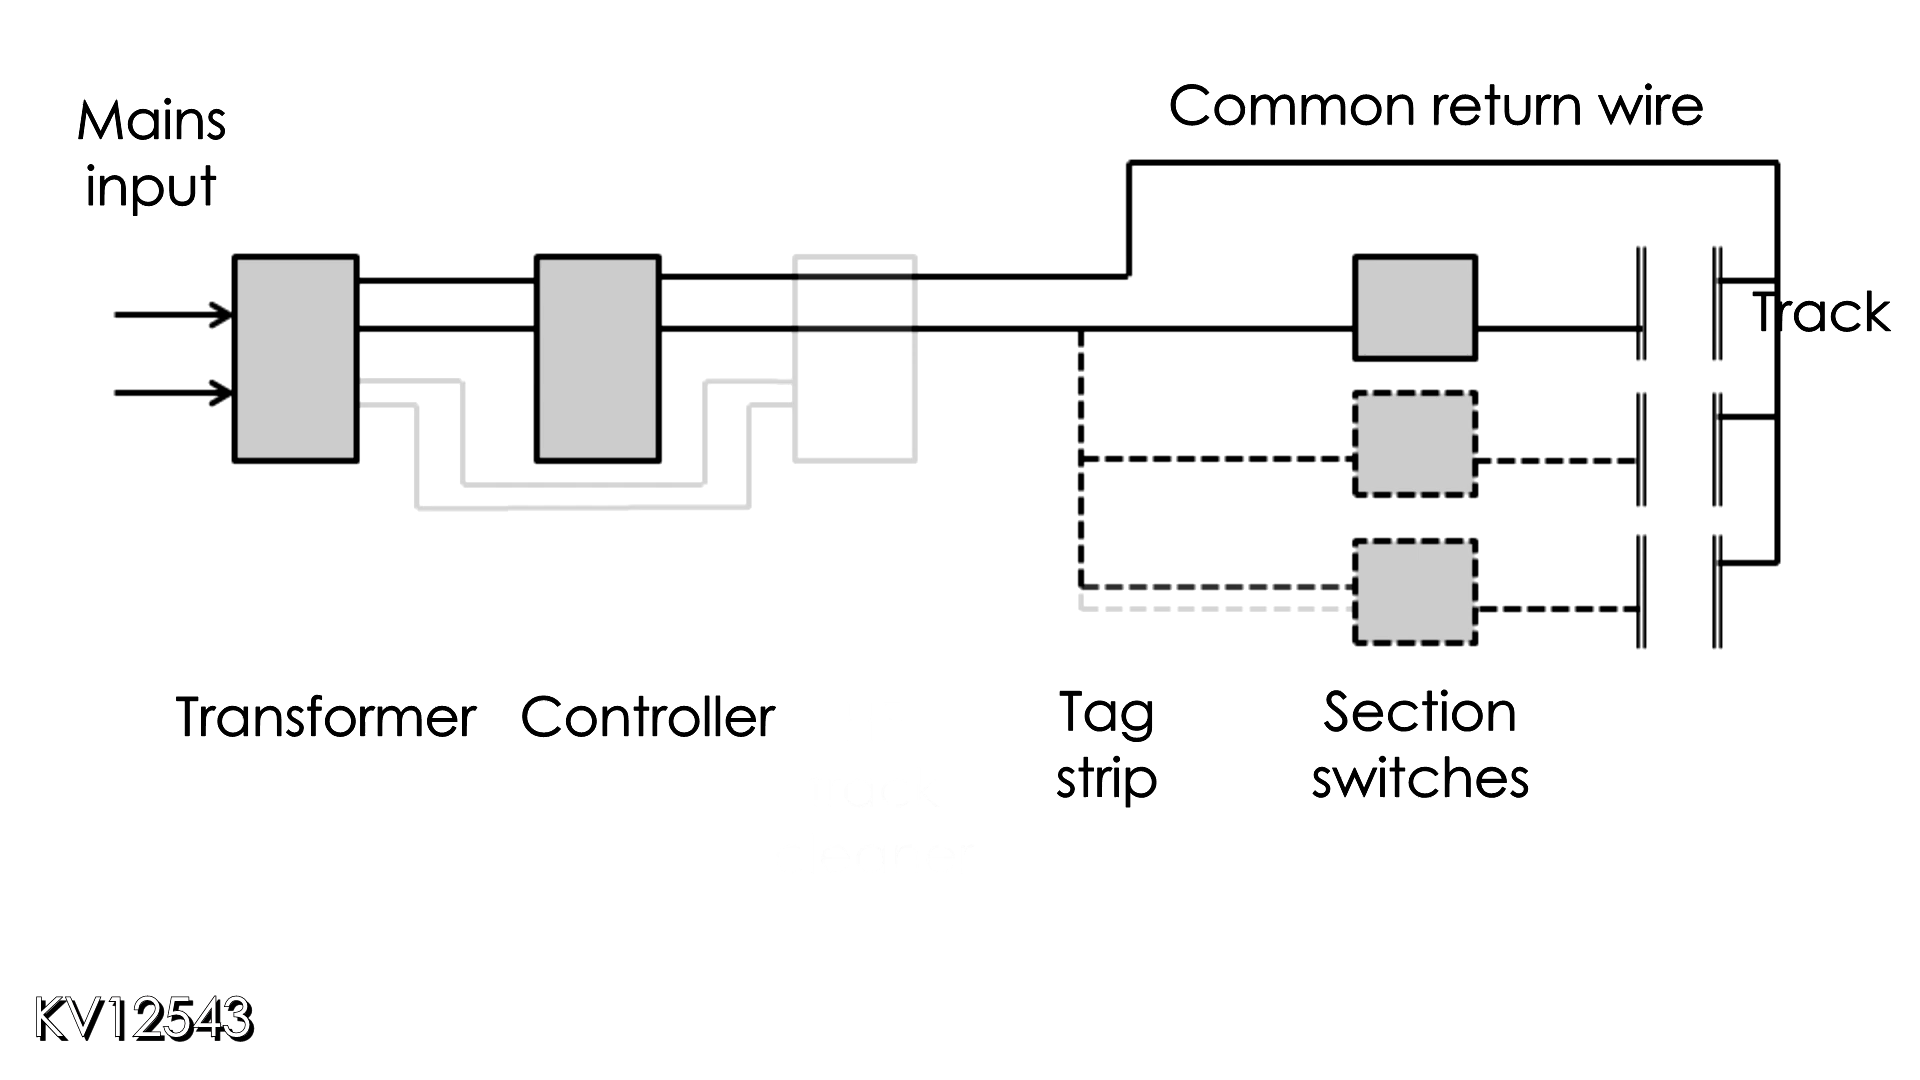 Mains
input
Common return wire
Track
Transformer
Controller
Tag
strip
Section
switches
KV12543